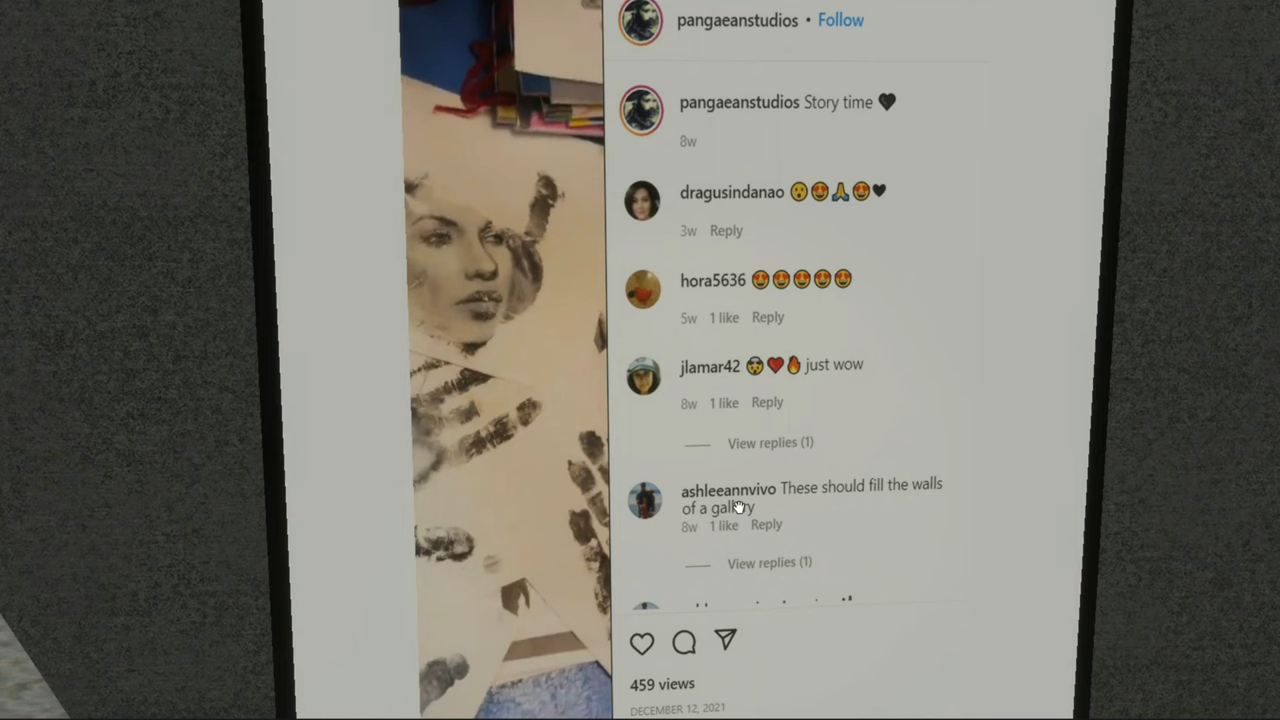 pangaeanstudios • Follow
pangaeanstudios Story time 🖤
8w
dragusindanao 😮😍🙏😍🖤
3w Reply
hora5636 😍😍😍😍😍
5w 1 like Reply
jlamar42 🤯❤️🔥 just wow
8w 1 like Reply
View replies (1)
ashleeannvivo These should fill the walls
of a gallery
8w 1 like Reply
View replies (1)
459 views
DECEMBER 12, 2021